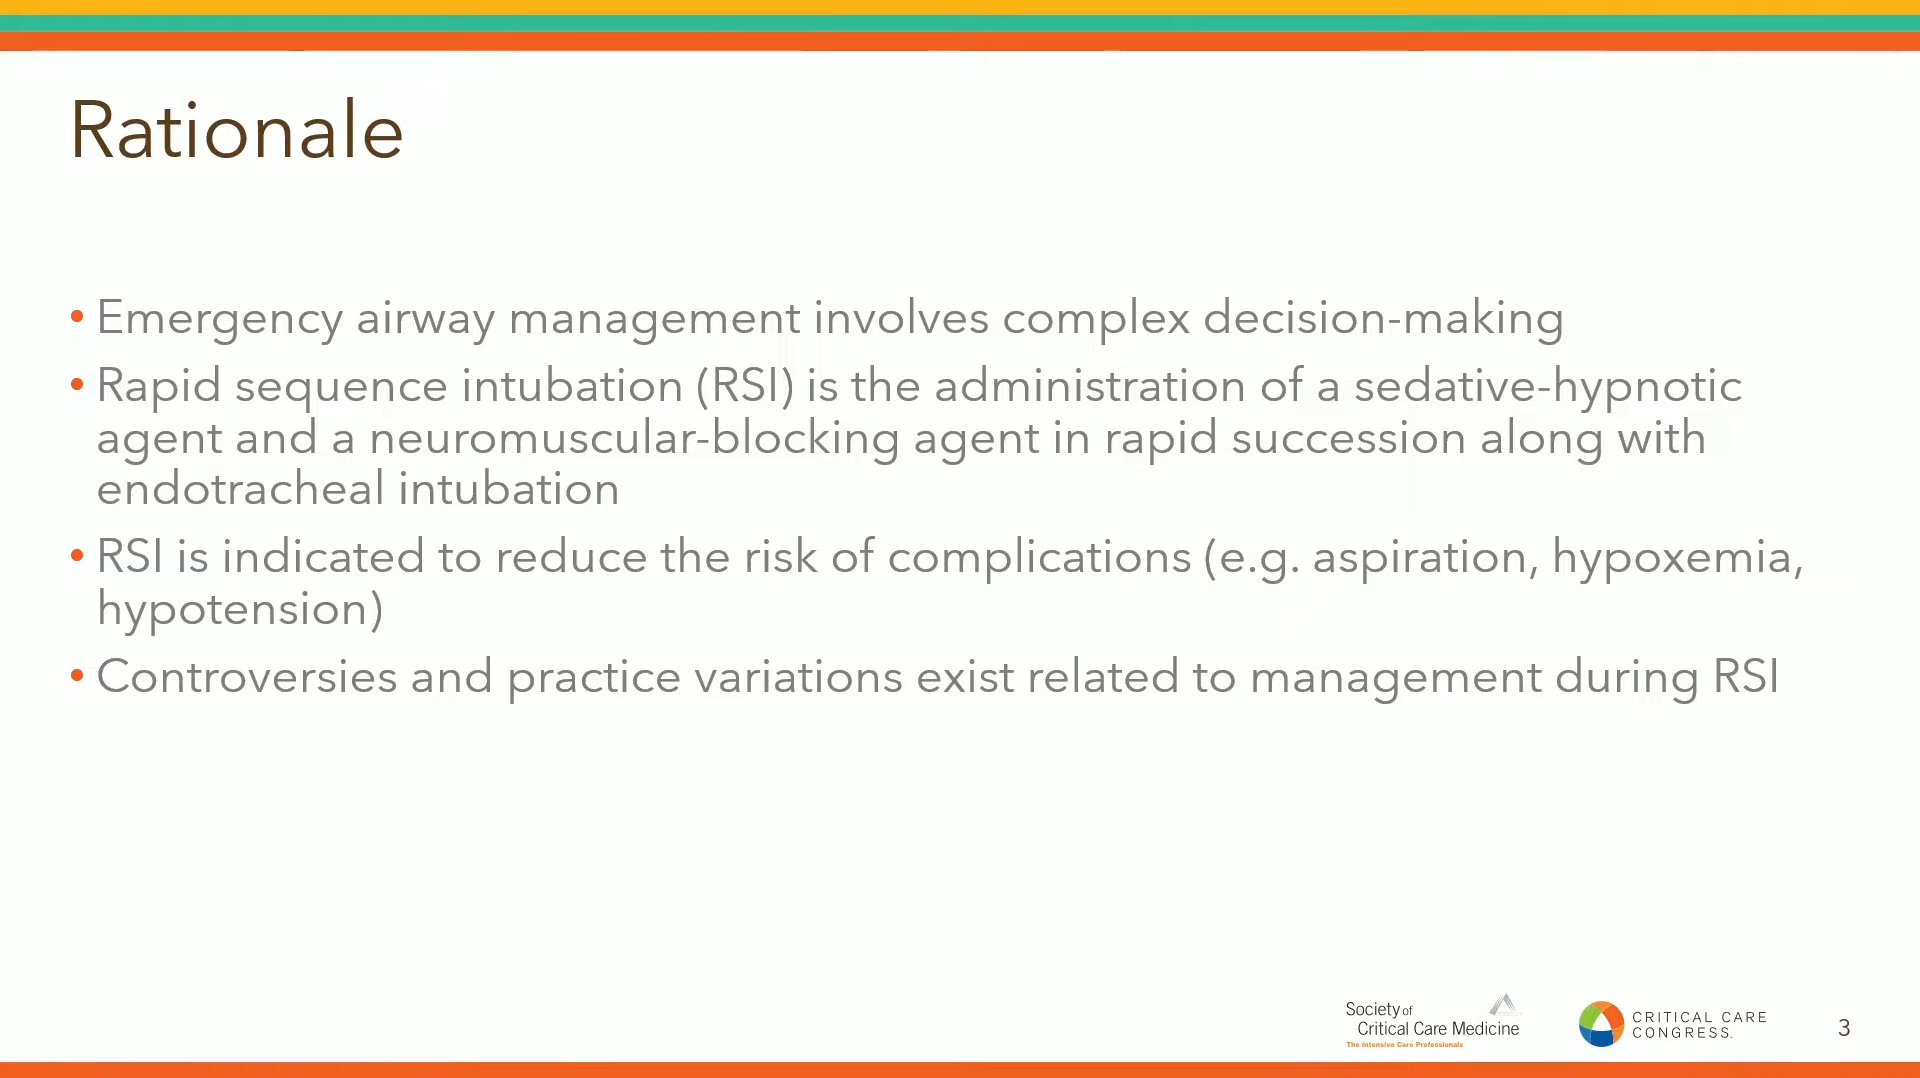 Rationale
• Emergency airway management involves complex decision-making
• Rapid sequence intubation (RSI) is the administration of a sedative-hypnotic
agent and a neuromuscular-blocking agent in rapid succession along with
endotracheal intubation
• RSI is indicated to reduce the risk of complications (e.g. aspiration, hypoxemia,
hypotension)
• Controversies and practice variations exist related to management during RSI
Society of
Critical Care Medicine
The Intensive Care Professionals
CRITICAL CARE
CONGRESS.
3